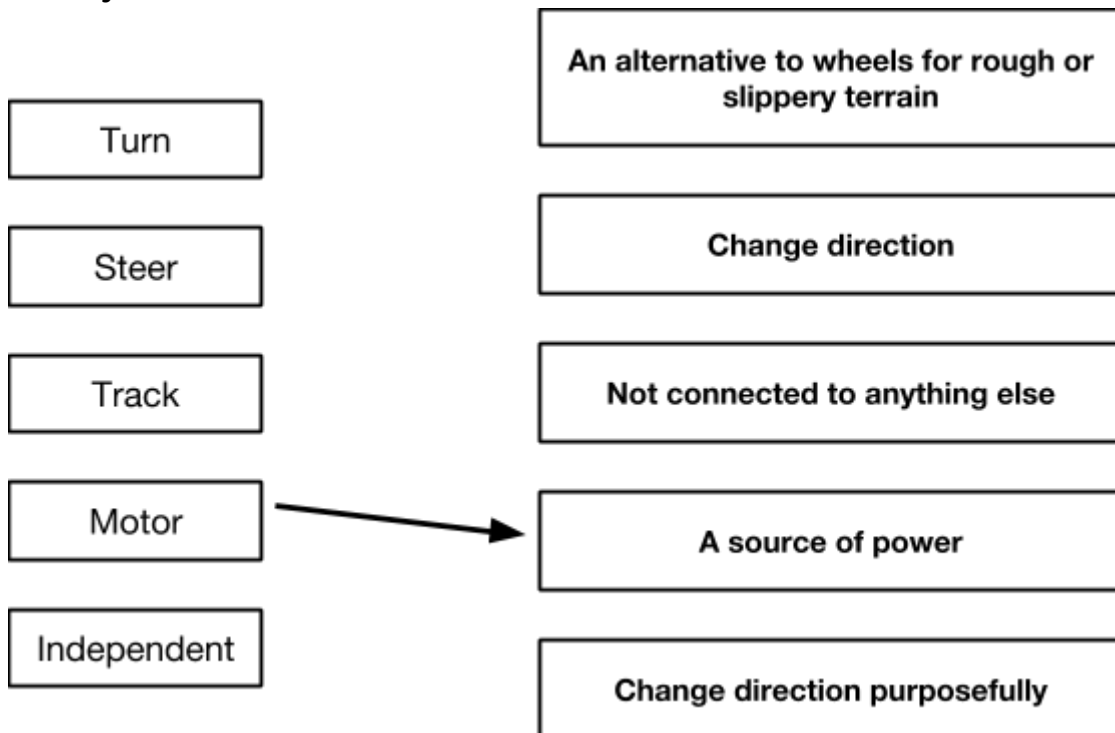 Turn
Steer
Track
Motor
Independent
An alternative to wheels for rough or
slippery terrain
Change direction
Not connected to anything else
A source of power
Change direction purposefully